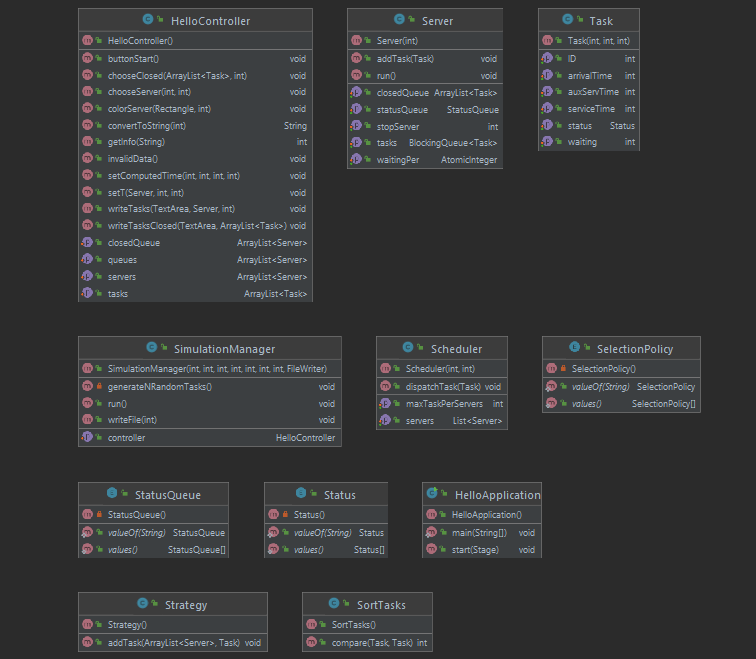 HelloController
HelloController()
buttonStart() void
chooseClosed(ArrayList<Task>, int) void
chooseServer(int, int) void
colorServer(Rectangle, int) void
convertToString(int) String
getInfo(String) int
invalidData() void
setComputedTime(int, int, int, int) void
setT(Server, int, int) void
writeTasks(TextArea, Server, int) void
writeTasksClosed(TextArea, ArrayList<Task>) void
closedQueue ArrayList<Server>
queues ArrayList<Server>
servers ArrayList<Server>
tasks ArrayList<Task>
Server
Server(int)
addTask(Task) void
run() void
closedQueue ArrayList<Task>
statusQueue StatusQueue
stopServer int
tasks BlockingQueue<Task>
waitingPer AtomicInteger
Task
Task(int, int, int)
ID int
arrivalTime int
auxServTime int
serviceTime int
status Status
waiting int
SimulationManager
SimulationManager(int, int, int, int, int, int, int, FileWriter)
generateNRandomTasks() void
run() void
writeFile(int) void
controller HelloController
Scheduler
Scheduler(int, int)
dispatchTask(Task) void
maxTaskPerServers int
servers List<Server>
SelectionPolicy
SelectionPolicy()
valueOf(String) SelectionPolicy
values() SelectionPolicy[]
StatusQueue
StatusQueue()
valueOf(String) StatusQueue
values() StatusQueue[]
Status
Status()
valueOf(String) Status
values() Status[]
HelloApplication
HelloApplication()
main(String[]) void
start(Stage) void
Strategy
Strategy()
addTask(ArrayList<Server>, Task) void
SortTasks
SortTasks()
compare(Task, Task) int